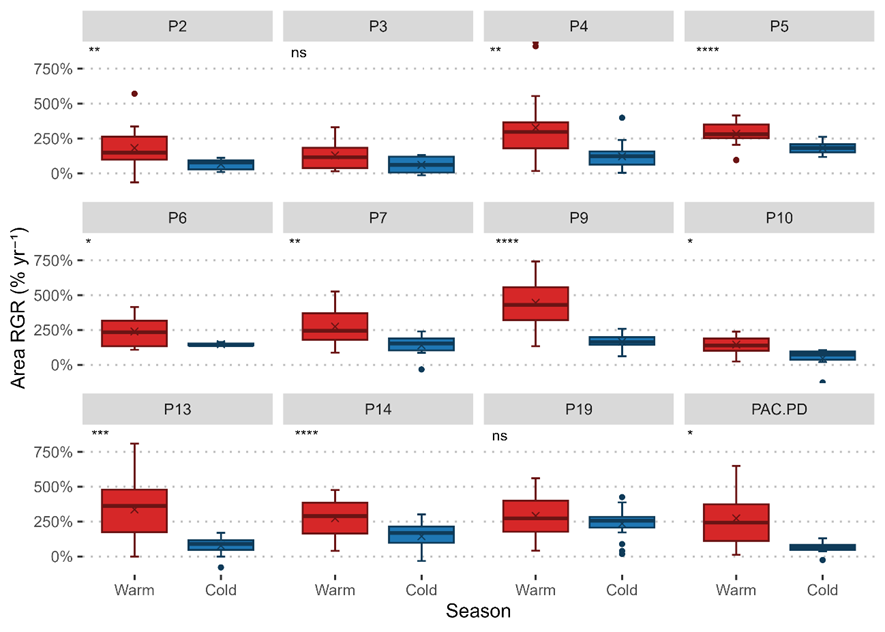 P2 P3 P4 P5
** ns ** ****
750%
500%
250%
0%
P6 P7 P9 P10
* ** **** *
750%
500%
250%
0%
P13 P14 P19 PAC.PD
*** **** ns *
750%
500%
250%
0%
Warm Cold Warm Cold Warm Cold Warm Cold
Season
Area RGR (% yr⁻¹)